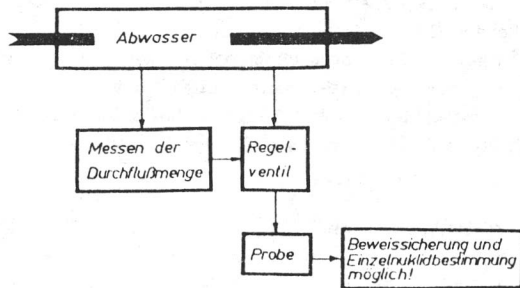 Abwasser
Messen der
Durchflußmenge
Regel-
ventil
Probe
Beweissicherung und
Einzelnuklidbestimmung
möglich!